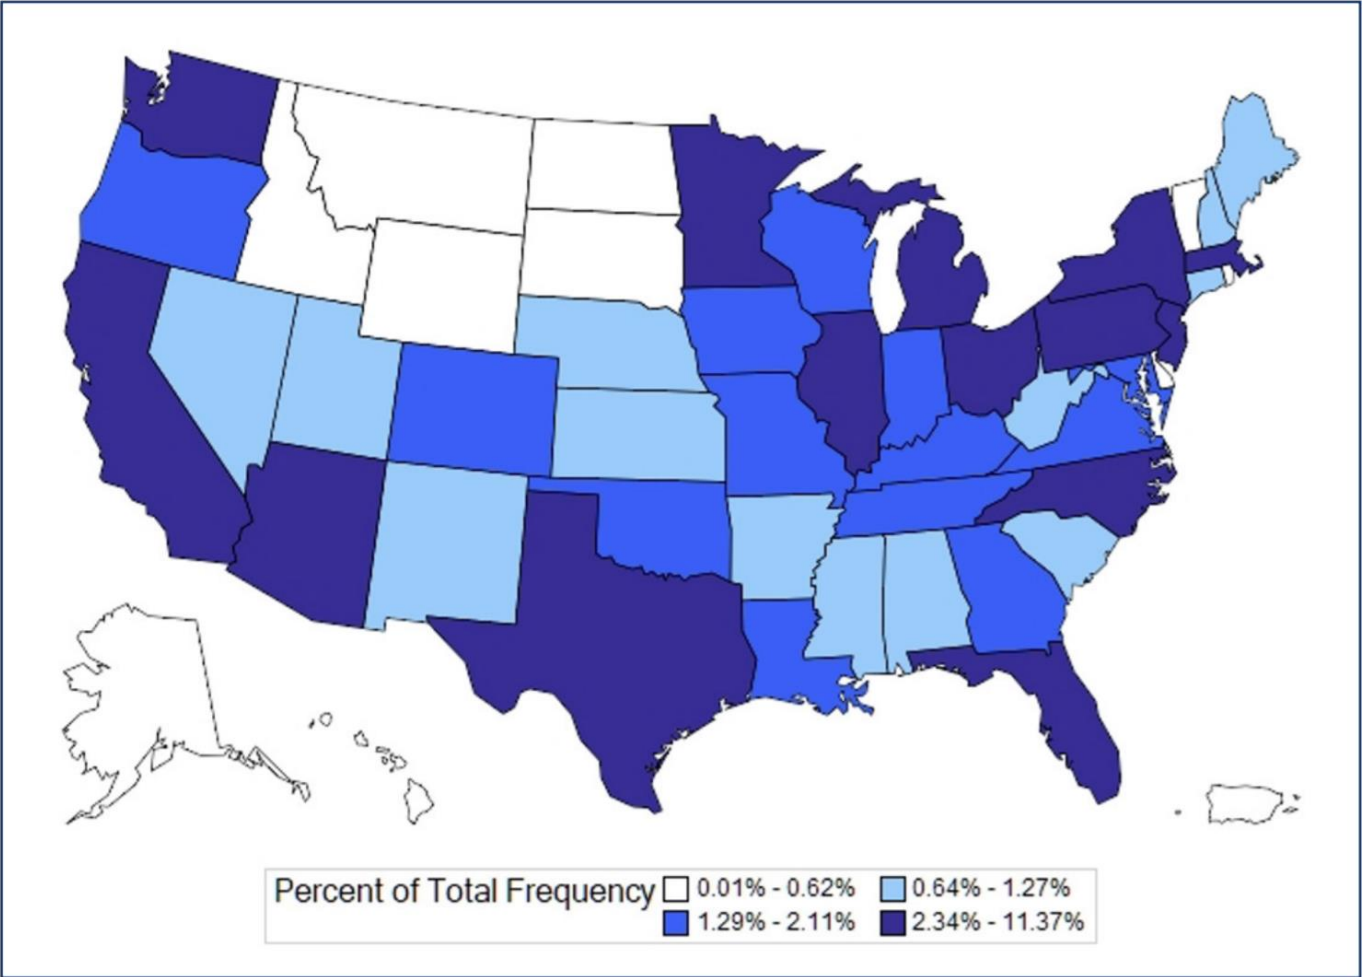 Percent of Total Frequency 0.01% - 0.62% 0.64% - 1.27%
1.29% - 2.11% 2.34% - 11.37%